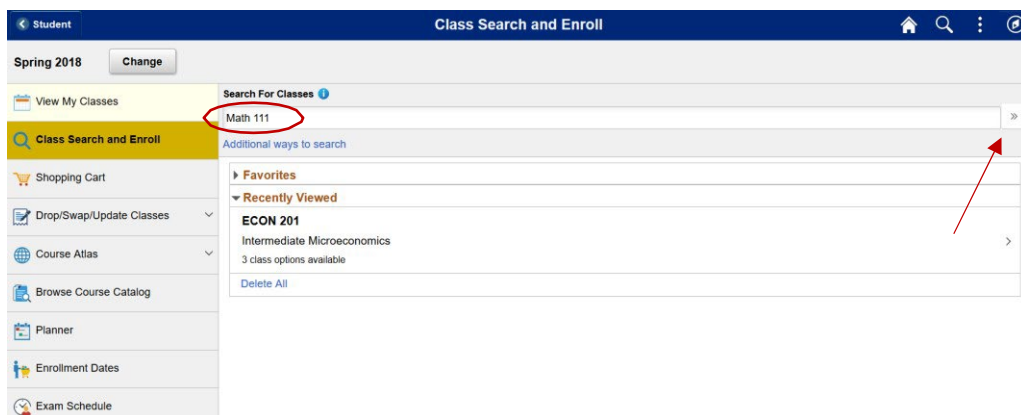 Student
Class Search and Enroll
Spring 2018
Change
View My Classes
Class Search and Enroll
Shopping Cart
Drop/Swap/Update Classes
Course Atlas
Browse Course Catalog
Planner
Enrollment Dates
Exam Schedule
Search For Classes
Math 111
»
Additional ways to search
Favorites
Recently Viewed
ECON 201
Intermediate Microeconomics
3 class options available
Delete All